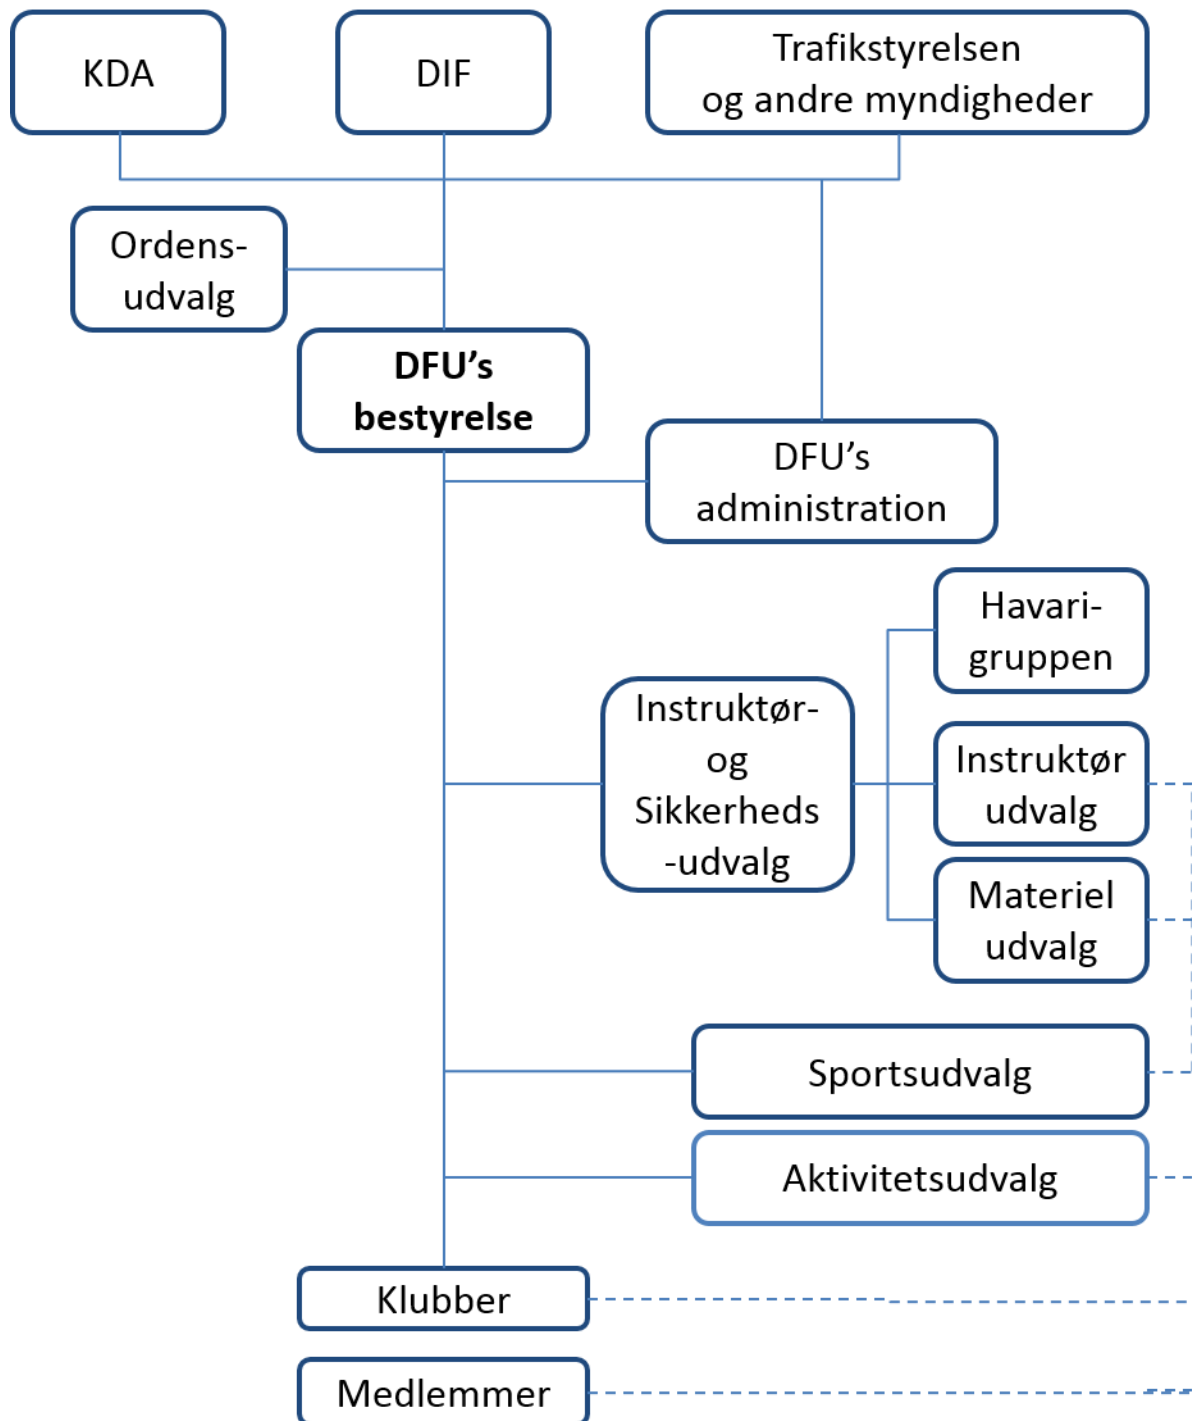 KDA
DIF
Trafikstyrelsen
og andre myndigheder
Ordens-
udvalg
DFU’s
bestyrelse
DFU’s
administration
Havari-
gruppen
Instruktør-
og
Sikkerheds
-udvalg
Instruktør
udvalg
Materiel
udvalg
Sportsudvalg
Aktivitetsudvalg
Klubber
Medlemmer